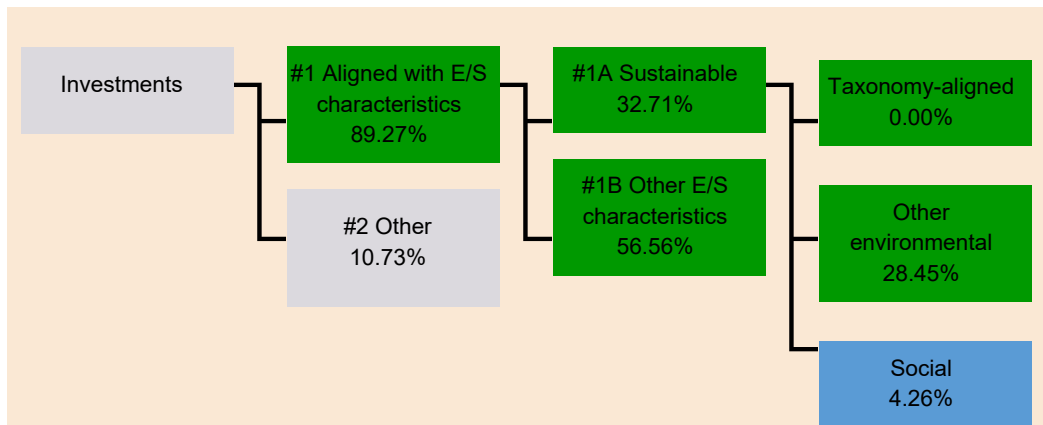 Investments
#1 Aligned with E/S
characteristics
89.27%
#2 Other
10.73%
#1A Sustainable
32.71%
#1B Other E/S
characteristics
56.56%
Taxonomy-aligned
0.00%
Other
environmental
28.45%
Social
4.26%